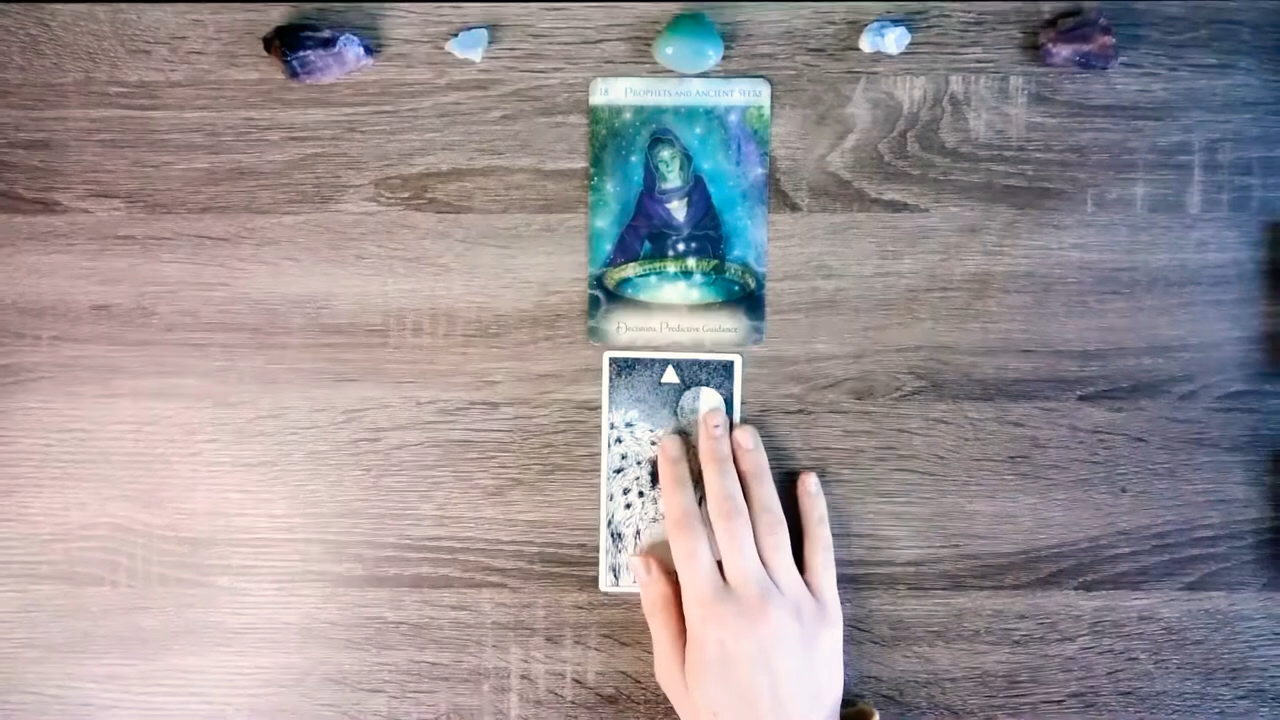 18 Prophets and Ancient Seers
Decisions, Predictive Guidance